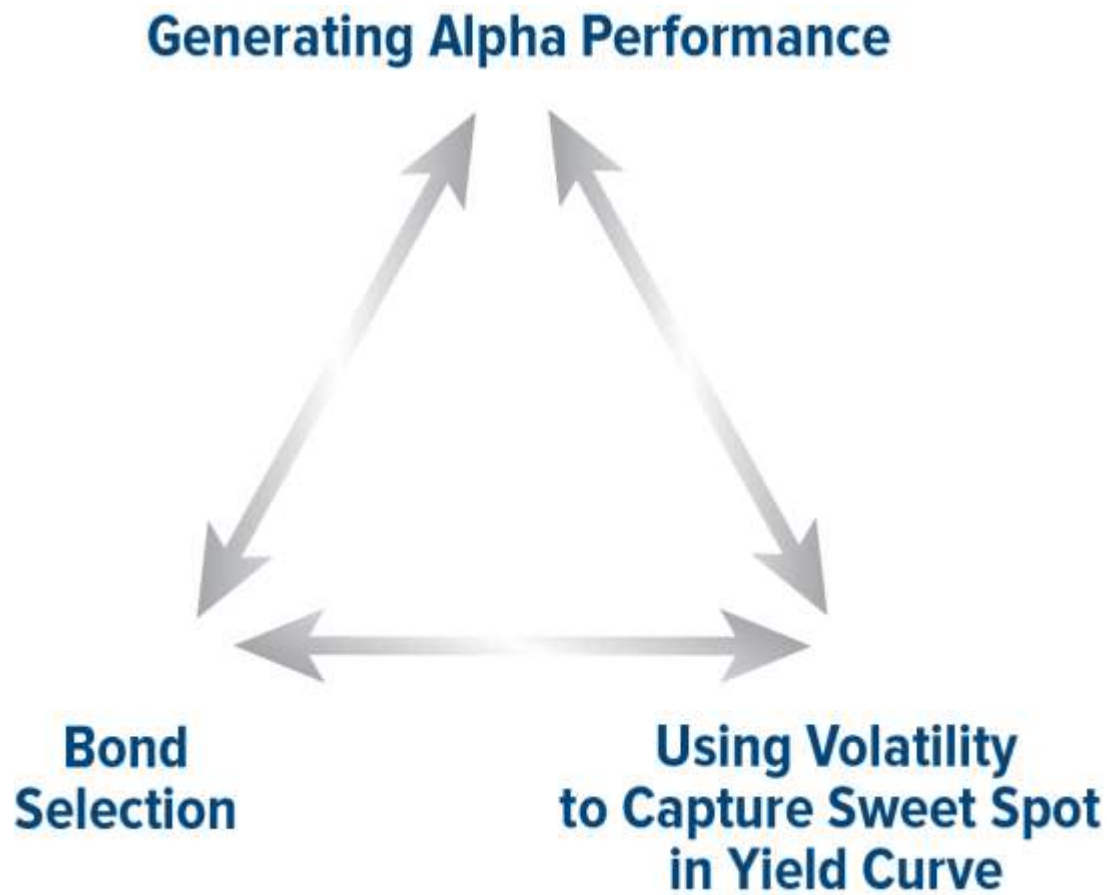 Generating Alpha Performance
Bond
Selection
Using Volatility
to Capture Sweet Spot
in Yield Curve